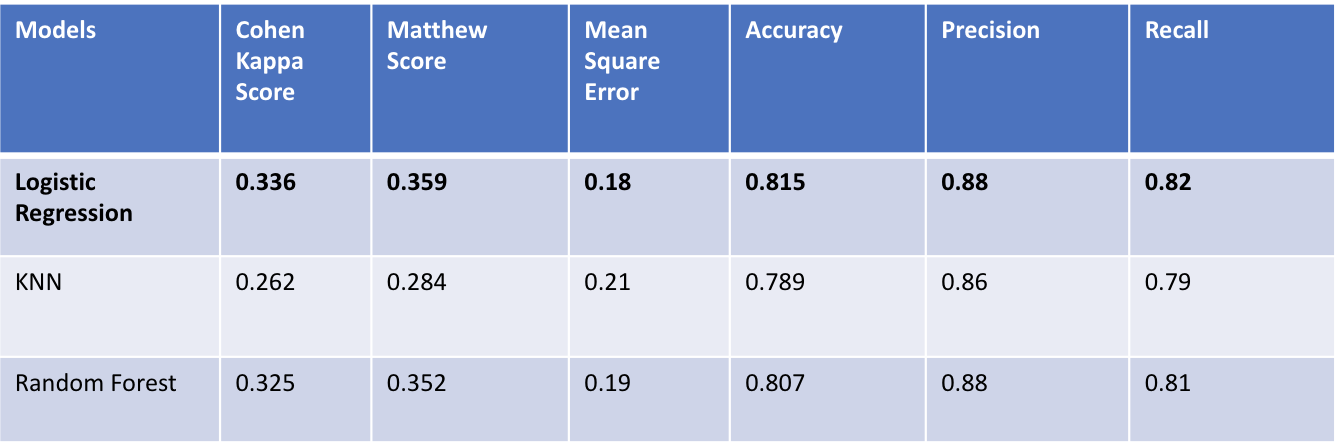 Models Cohen Kappa Score Matthew Score Mean Square Error Accuracy Precision Recall
Logistic Regression 0.336 0.359 0.18 0.815 0.88 0.82
KNN 0.262 0.284 0.21 0.789 0.86 0.79
Random Forest 0.325 0.352 0.19 0.807 0.88 0.81